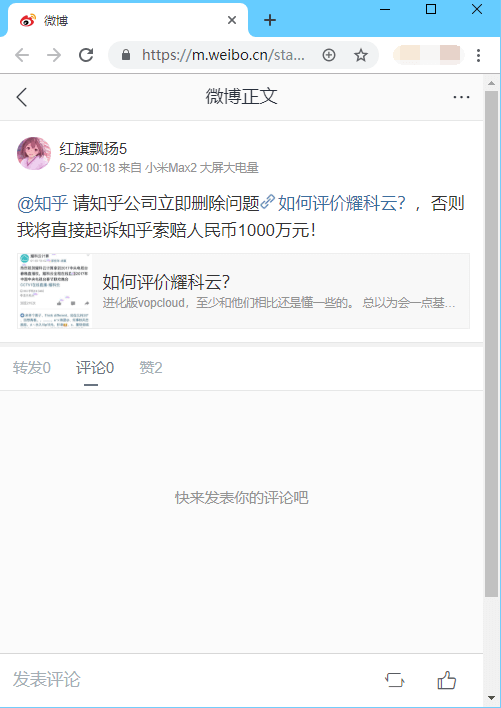 微博
https://m.weibo.cn/sta...
微博正文
红旗飘扬5
6-22 00:18 来自 小米Max2 大屏大电量
@知乎 请知乎公司立即删除问题如何评价耀科云？，否则
我将直接起诉知乎索赔人民币1000万元！
如何评价耀科云？
进化版vopcloud，至少和他们相比还是懂一些的。 总以为会一点基...
转发0 评论0 赞2
快来发表你的评论吧
发表评论